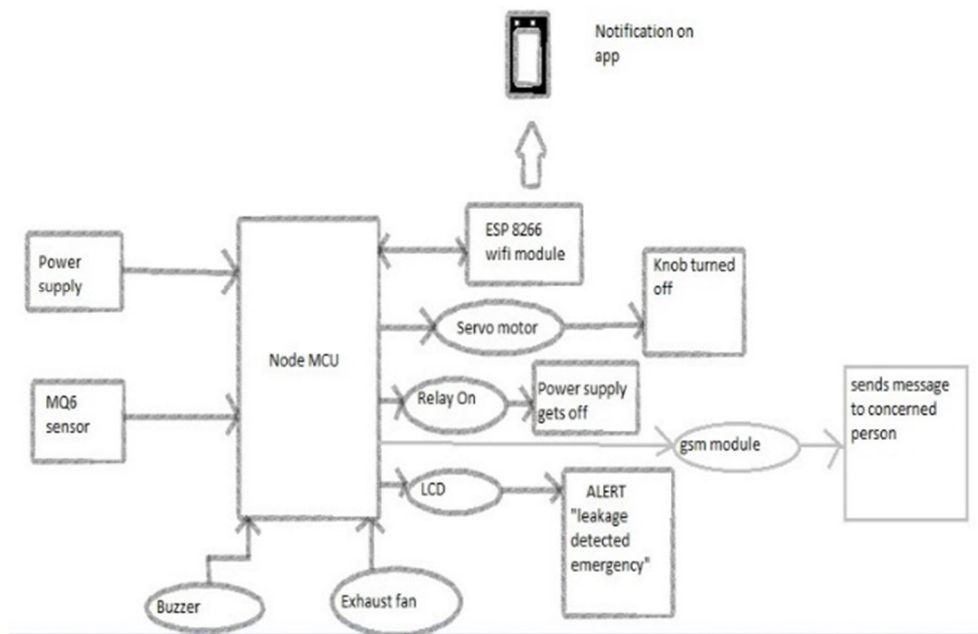 Notification on
app
ESP 8266
wifi module
Power
supply
Knob turned
off
Servo motor
Node MCU
MQ6
sensor
Relay On
Power supply
gets off
sends message
to concerned
person
gsm module
LCD
ALERT
"leakage
detected
emergency"
Buzzer
Exhaust fan